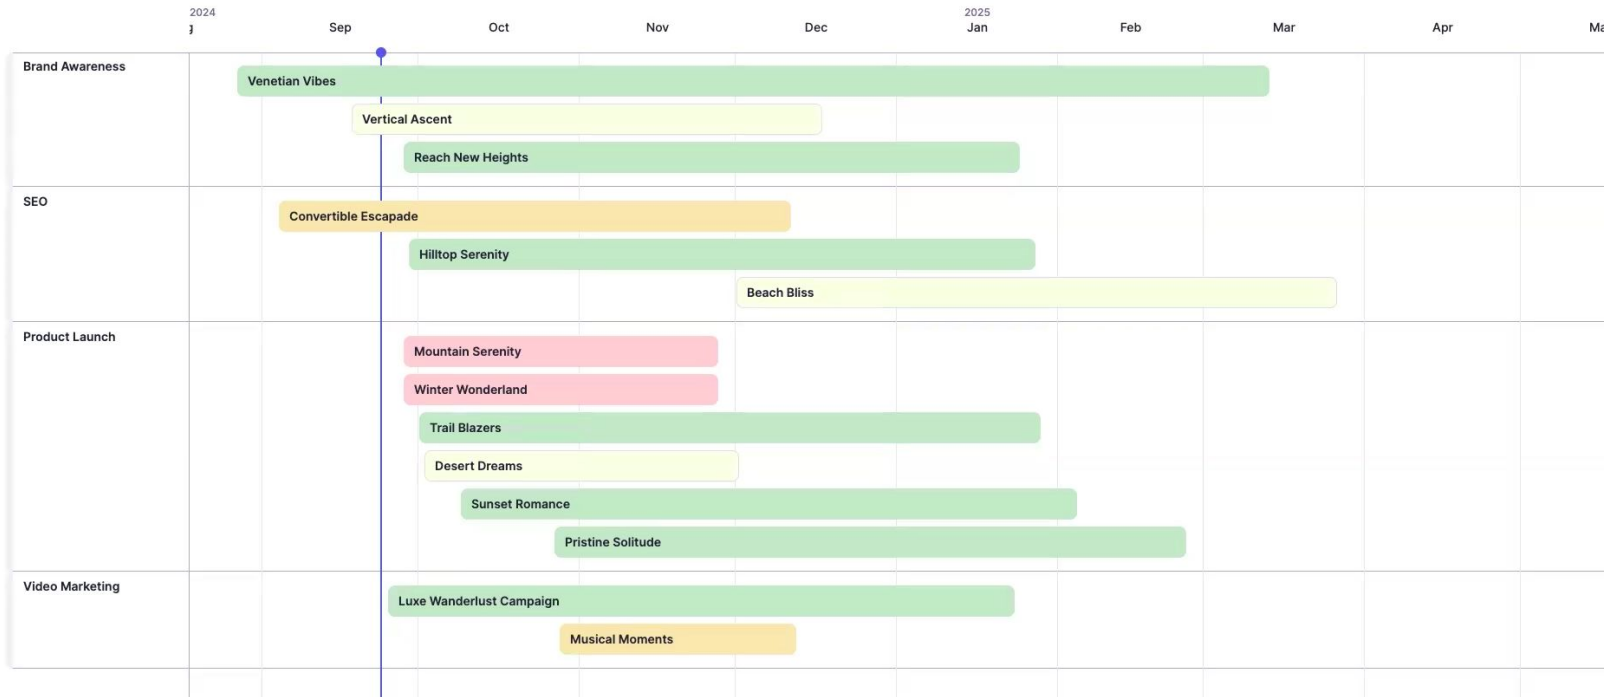 2024
2025
Sep
Oct
Nov
Dec
Jan
Feb
Mar
Apr
Brand Awareness
Venetian Vibes
Vertical Ascent
Reach New Heights
SEO
Convertible Escapade
Hilltop Serenity
Beach Bliss
Product Launch
Mountain Serenity
Winter Wonderland
Trail Blazers
Desert Dreams
Sunset Romance
Pristine Solitude
Video Marketing
Luxe Wanderlust Campaign
Musical Moments